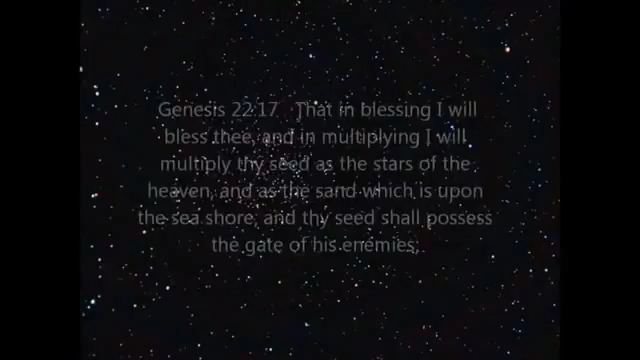 Genesis 22:17 That in blessing I will
bless thee, and in multiplying I will
multiply thy seed as the stars of the
heaven, and as the sand which is upon
the sea shore; and thy seed shall possess
the gate of his enemies;